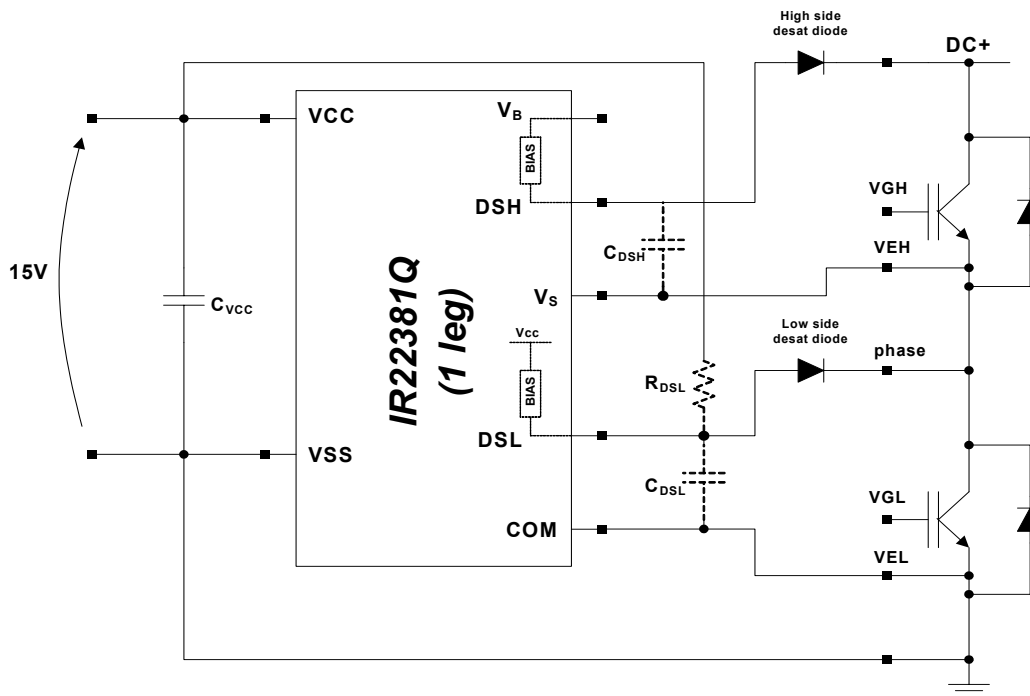 High side
desat diode
DC+
VCC
VB
BIAS
DSH
VGH
CDSH
VEH
15V
CVCC
IR22381Q
(1 leg)
VS
Low side
desat diode
phase
Vcc
RDSL
BIAS
DSL
CDSL
VSS
VGL
COM
VEL